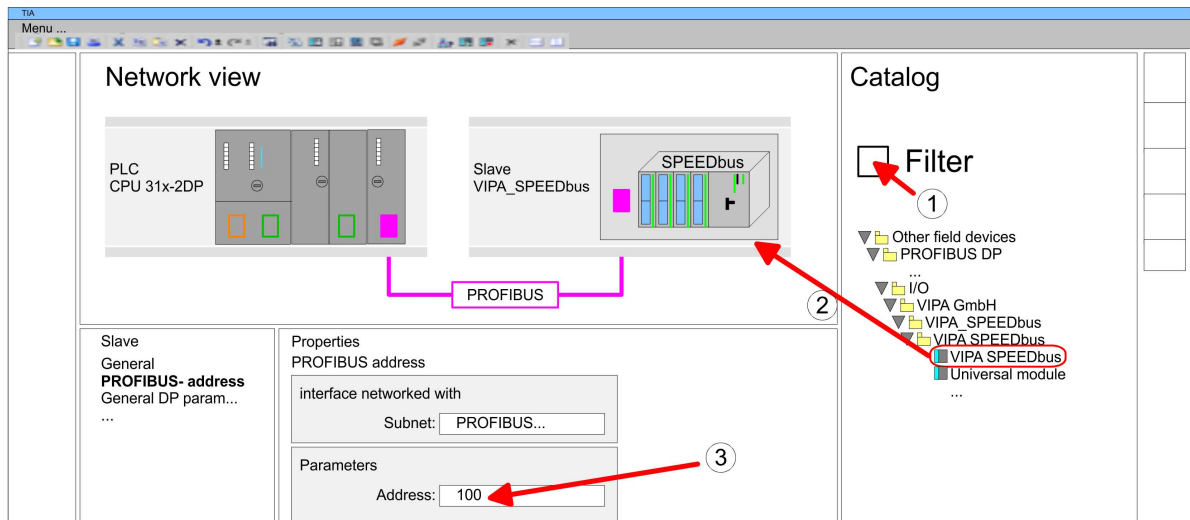 TIA
Menu ...
Network view
PLC
CPU 31x-2DP
Slave
VIPA_SPEEDbus
SPEEDbus
PROFIBUS
Catalog
Filter
1
Other field devices
PROFIBUS DP
...
I/O
VIPA GmbH
VIPA_SPEEDbus
VIPA SPEEDbus
VIPA SPEEDbus
Universal module
...
2
Slave
General
PROFIBUS- address
General DP param...
...
Properties
PROFIBUS address
interface networked with
Subnet: PROFIBUS...
Parameters
Address: 100
3